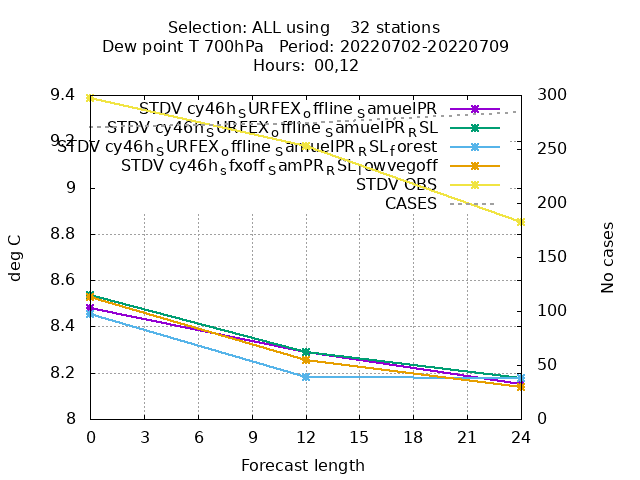 Selection: ALL using    32 stations
Dew point T 700hPa   Period: 20220702-20220709
Hours:  00,12
9.4
9.2
9
8.8
8.6
8.4
8.2
8
deg C
STDV cy46h_SURFEX_offline_SamuelPR
STDV cy46h_SURFEX_offline_SamuelPR_RSL
STDV cy46h_SURFEX_offline_SamuelPR_RSL_forest
STDV cy46h_sfxoff_SamPR_RSL_lowvegoff
STDV OBS
CASES
300
250
200
150
100
50
0
No cases
0 3 6 9 12 15 18 21 24
Forecast length